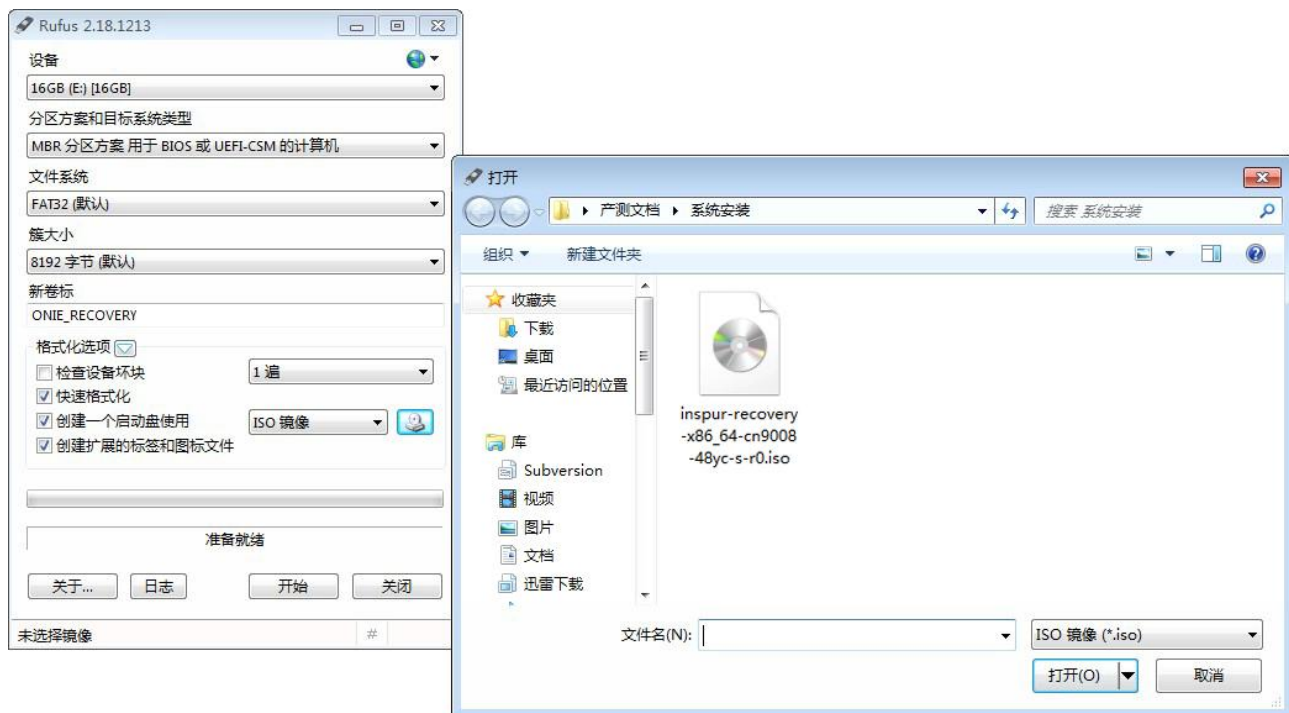 Rufus 2.18.1213
设备
16GB (E:) [16GB]
分区方案和目标系统类型
MBR 分区方案 用于 BIOS 或 UEFI-CSM 的计算机
文件系统
FAT32 (默认)
簇大小
8192 字节 (默认)
新卷标
ONIE_RECOVERY
格式化选项
检查设备坏块 1 遍
快速格式化
创建一个启动盘使用 ISO 镜像
创建扩展的标签和图标文件
准备就绪
关于... 日志 开始 关闭
未选择镜像 #
打开
产测文档 系统安装 搜索 系统安装
组织 新建文件夹
收藏夹
下载
桌面
最近访问的位置
库
Subversion
视频
图片
文档
迅雷下载
inspur-recovery
-x86_64-cn9008
-48yc-s-r0.iso
文件名(N): ISO 镜像 (*.iso)
打开(O) 取消